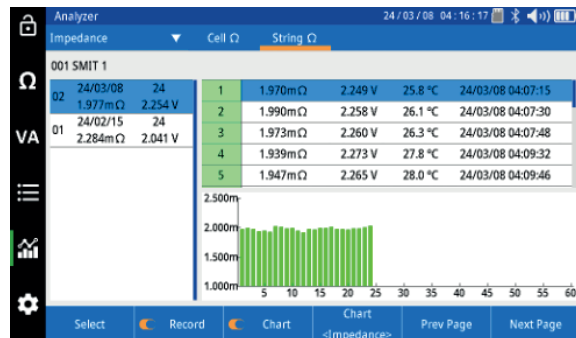 Analyzer 24/03/08 04:16:17
Impedance ▼ Cell Ω String Ω
001 SMIT 1
Ω
VA
02 24/03/08 24
1.977mΩ 2.254 V
01 24/02/15 24
2.284mΩ 2.041 V
1 1.970mΩ 2.249 V 25.8 ºC 24/03/08 04:07:15
2 1.990mΩ 2.258 V 26.1 ºC 24/03/08 04:07:30
3 1.973mΩ 2.260 V 26.3 ºC 24/03/08 04:07:48
4 1.939mΩ 2.273 V 27.8 ºC 24/03/08 04:09:32
5 1.947mΩ 2.265 V 28.0 ºC 24/03/08 04:09:46
2.500m
2.000m
1.500m
1.000m
5 10 15 20 25 30 35 40 45 50 55 60
Select Record Chart Chart <Impedance> Prev Page Next Page